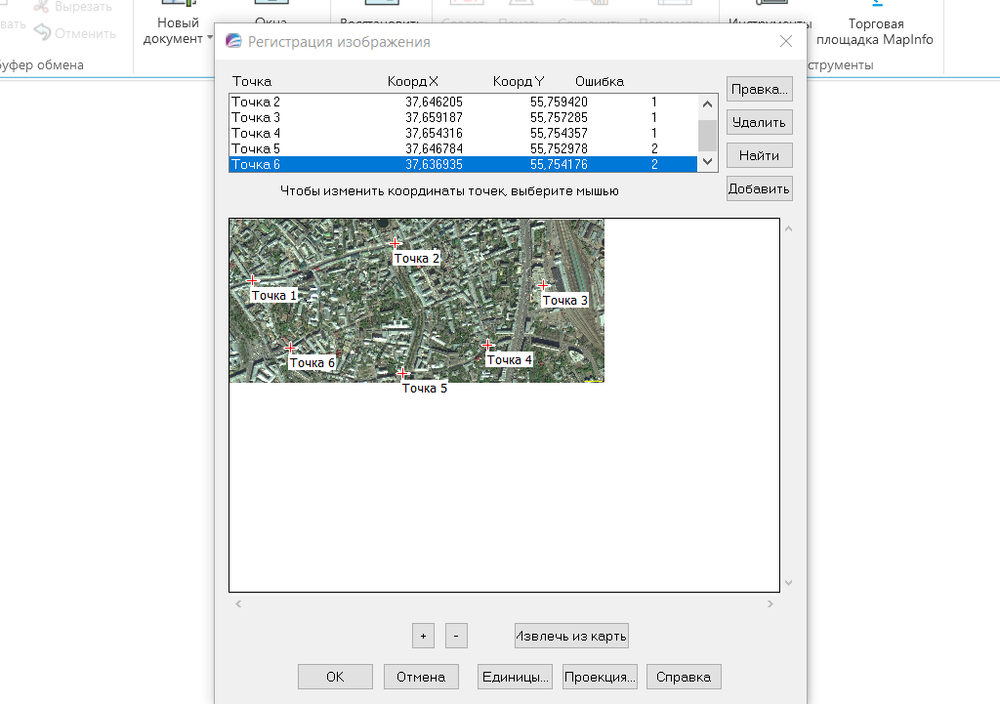 Вырезать
вать
Отменить
Новый
документ
Окна
Восстановить
Инструменты
Торговая
площадка MapInfo
уфер обмена
струменты
Регистрация изображения
Точка Коорд X Коорд Y Ошибка
Точка 2 37,646205 55,759420 1
Точка 3 37,659187 55,757285 1
Точка 4 37,654316 55,754357 1
Точка 5 37,646784 55,752978 2
Точка 6 37,636935 55,754176 2
Правка...
Удалить
Найти
Добавить
Чтобы изменить координаты точек, выберите мышью
Точка 2
Точка 1
Точка 3
Точка 6
Точка 4
Точка 5
+ - Извлечь из карты
OK Отмена Единицы... Проекция... Справка